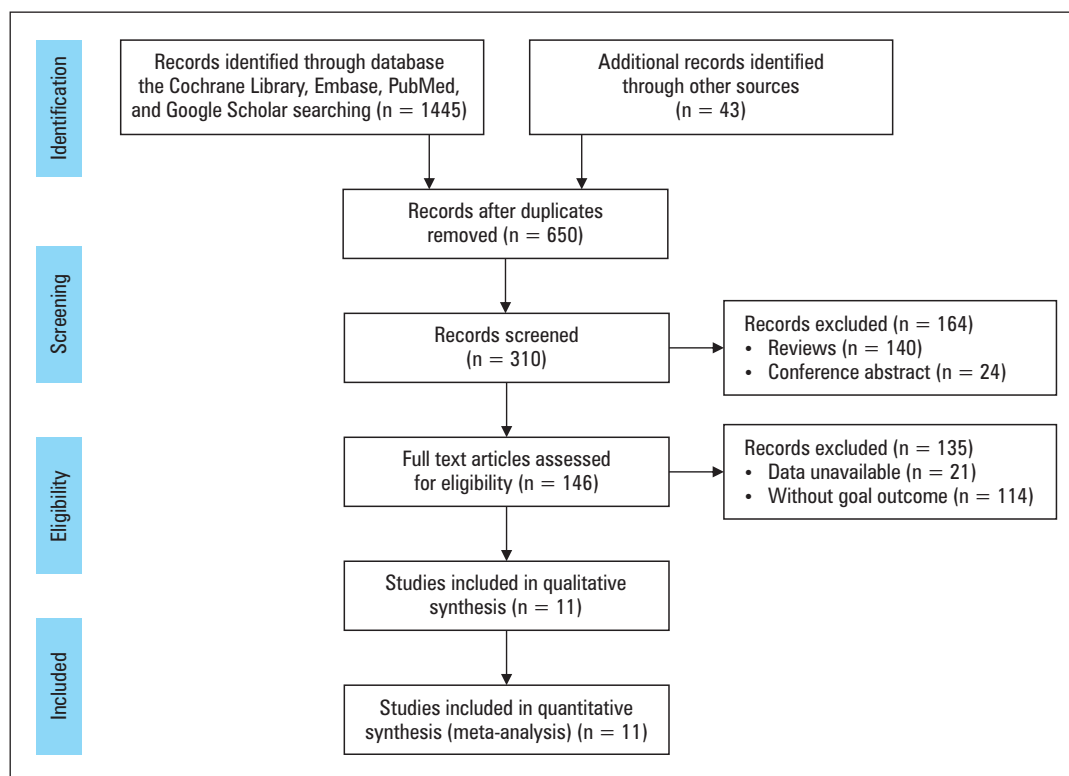 Identification
Records identified through database
the Cochrane Library, Embase, PubMed,
and Google Scholar searching (n = 1445)
Additional records identified
through other sources
(n = 43)
Records after duplicates
removed (n = 650)
Screening
Records screened
(n = 310)
Records excluded (n = 164)
• Reviews (n = 140)
• Conference abstract (n = 24)
Eligibility
Full text articles assessed
for eligibility (n = 146)
Records excluded (n = 135)
• Data unavailable (n = 21)
• Without goal outcome (n = 114)
Studies included in qualitative
synthesis (n = 11)
Included
Studies included in quantitative
synthesis (meta-analysis) (n = 11)